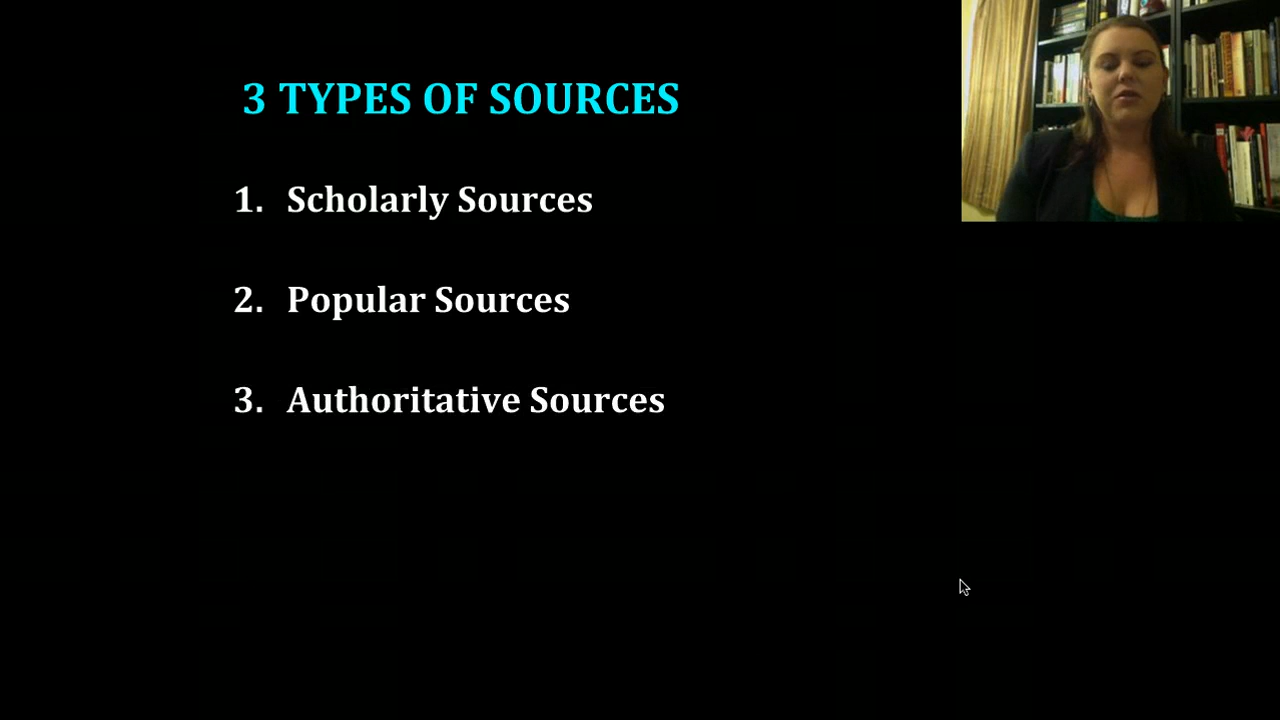 3 TYPES OF SOURCES
1. Scholarly Sources
2. Popular Sources
3. Authoritative Sources